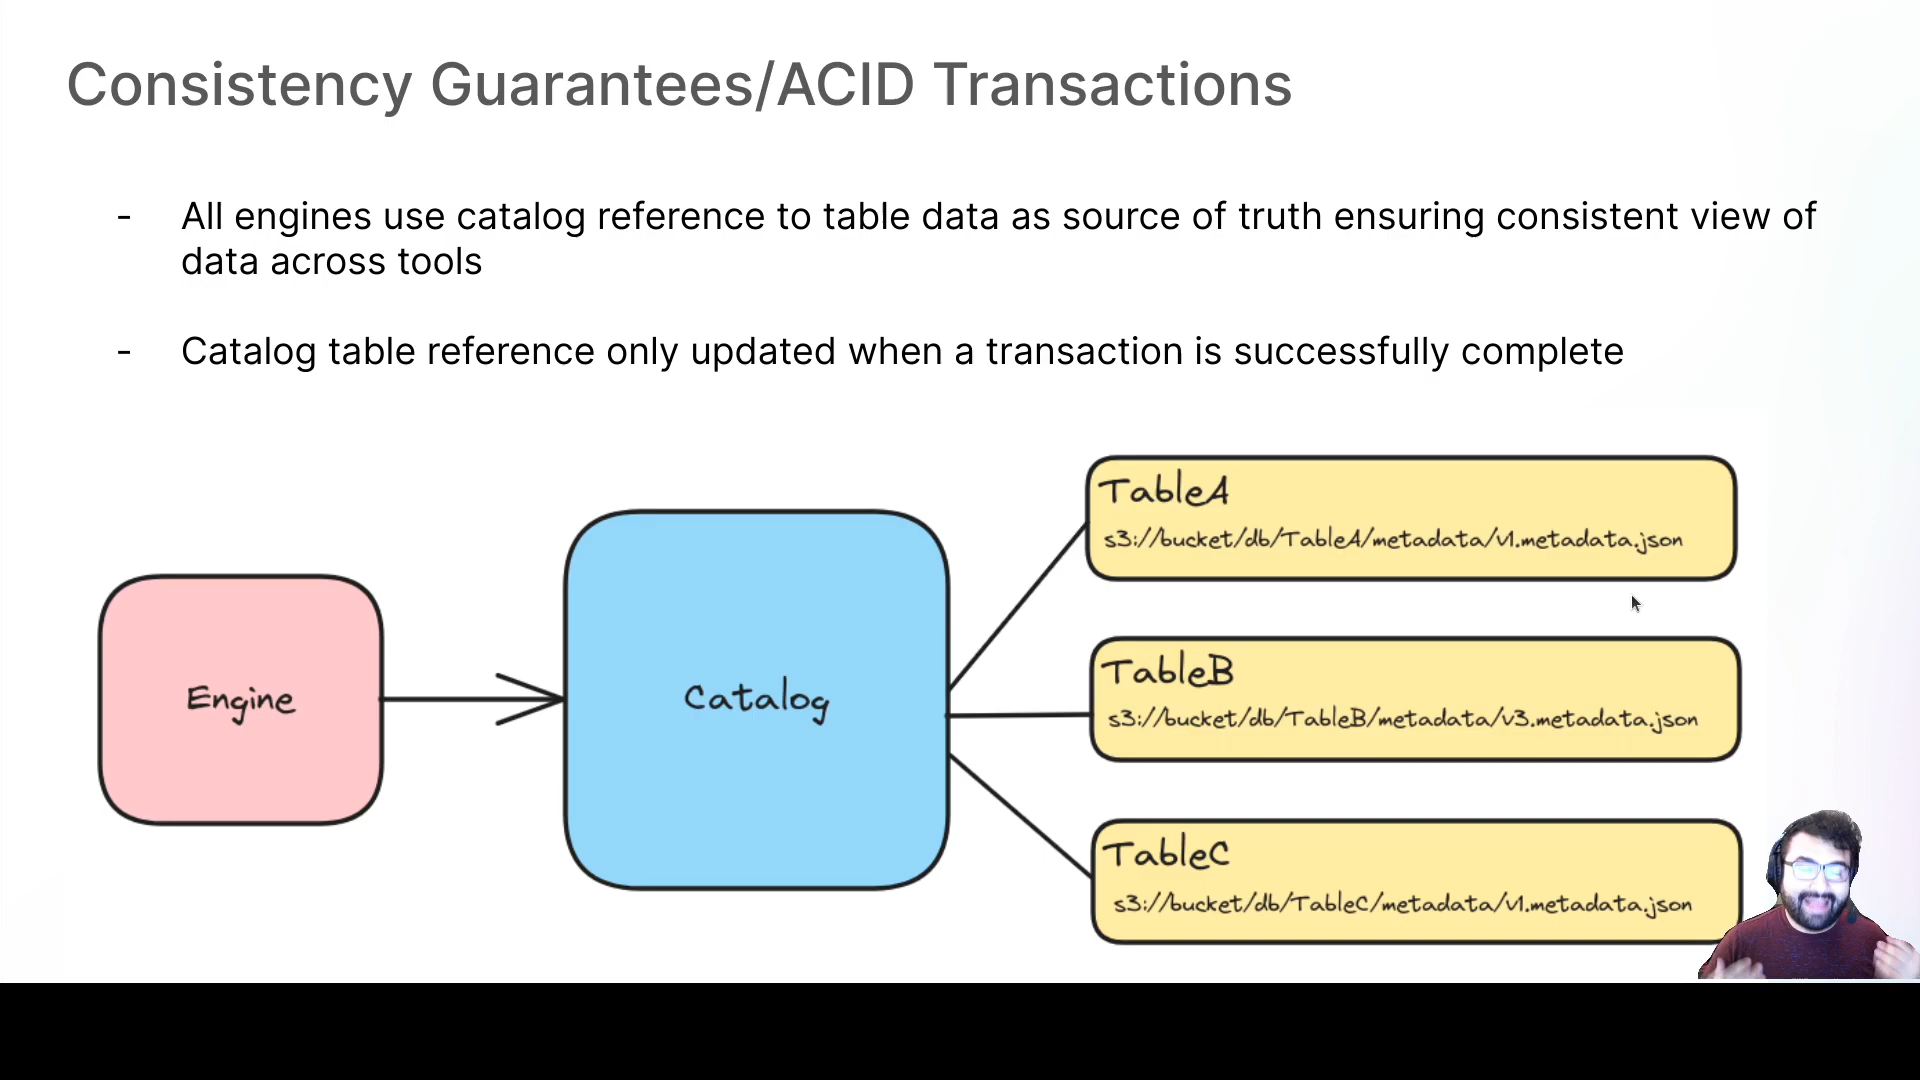 Consistency Guarantees/ACID Transactions
- All engines use catalog reference to table data as source of truth ensuring consistent view of
data across tools
- Catalog table reference only updated when a transaction is successfully complete
TableA
s3://bucket/db/TableA/metadata/v1.metadata.json
Engine
Catalog
TableB
s3://bucket/db/TableB/metadata/v3.metadata.json
TableC
s3://bucket/db/TableC/metadata/v1.metadata.json